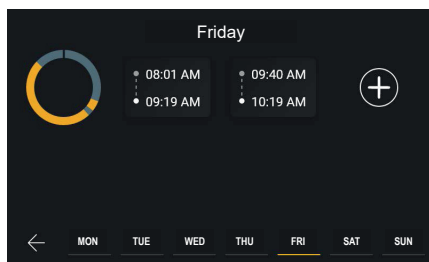 Friday
08:01 AM
09:19 AM
09:40 AM
10:19 AM
MON TUE WED THU FRI SAT SUN